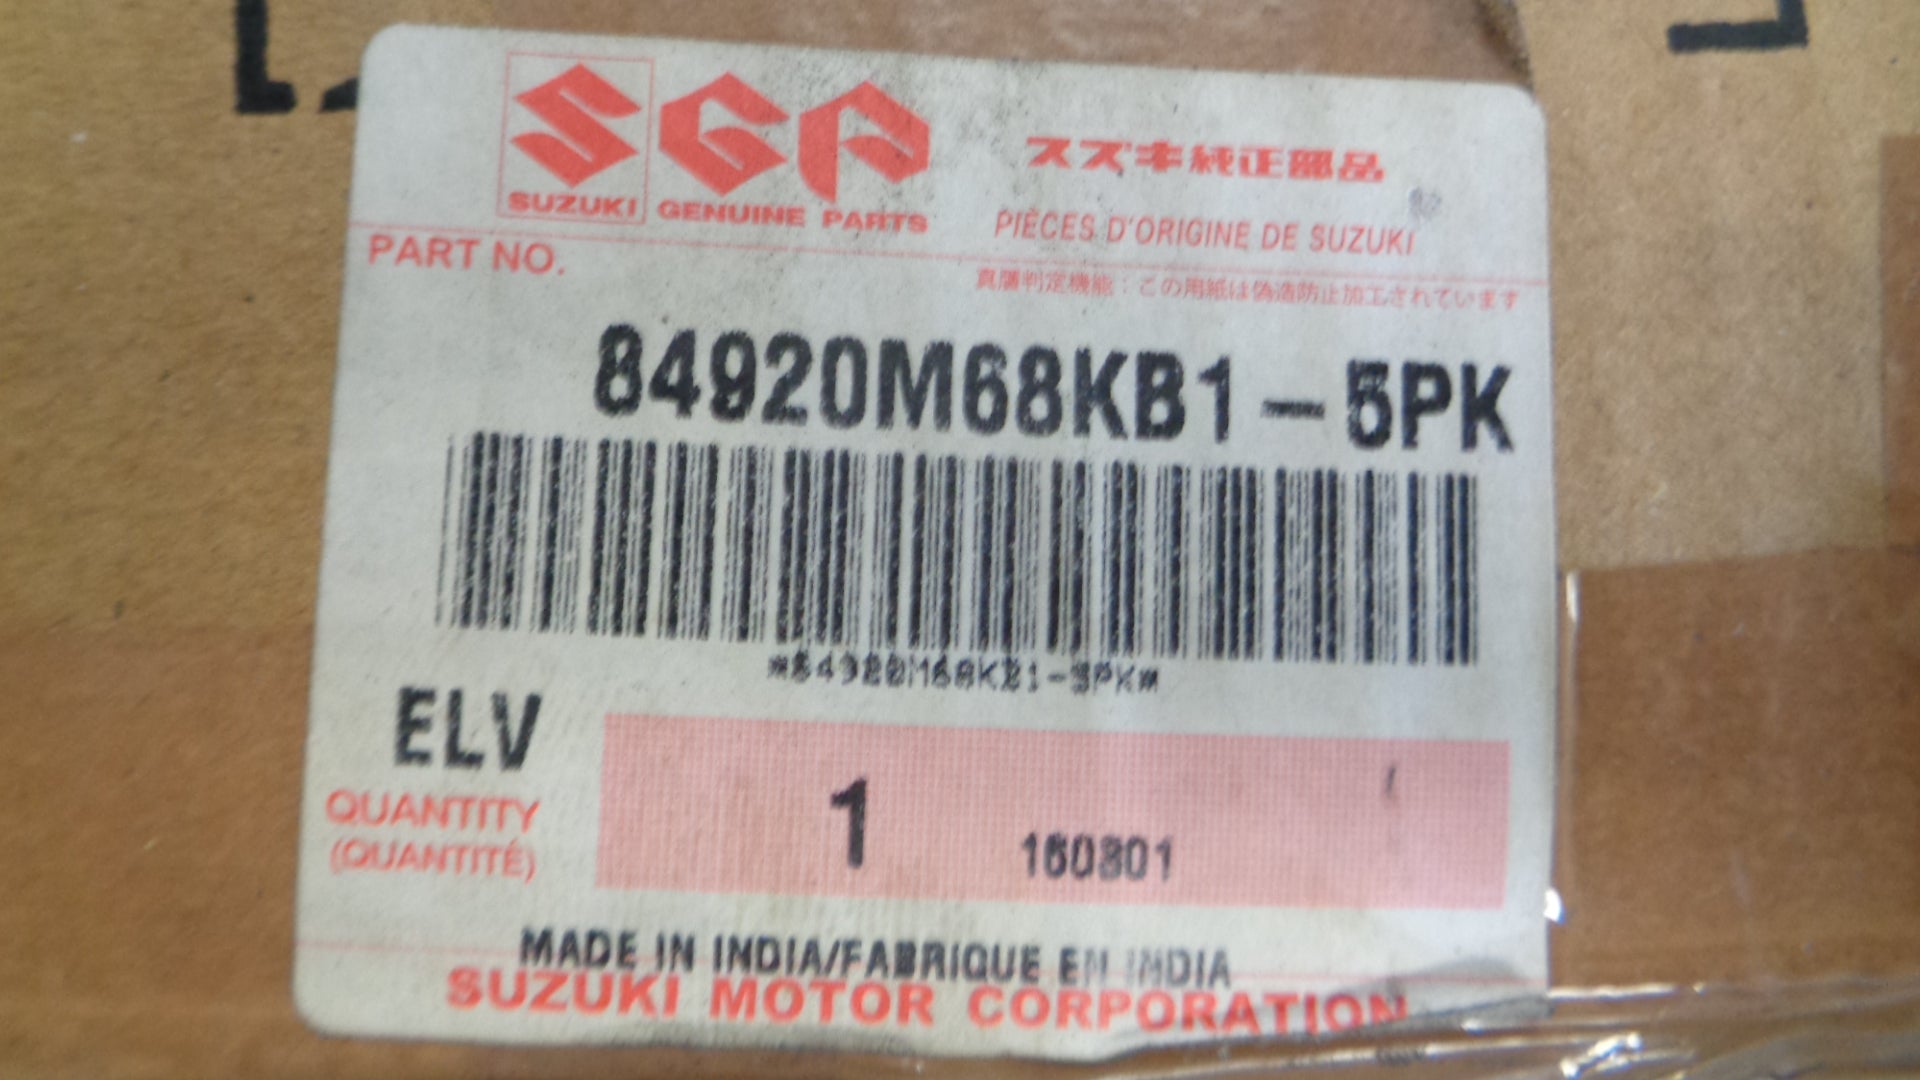 SGP
スズキ純正部品
SUZUKI GENUINE PARTS
PIÈCES D'ORIGINE DE SUZUKI
PART NO.
真贋判定機能：この用紙は偽造防止加工されています
84920M68KB1-5PK
*84920M68KB1-5PK*
ELV
QUANTITY
(QUANTITÉ)
1
160801
MADE IN INDIA/FABRIQUE EN INDIA
SUZUKI MOTOR CORPORATION